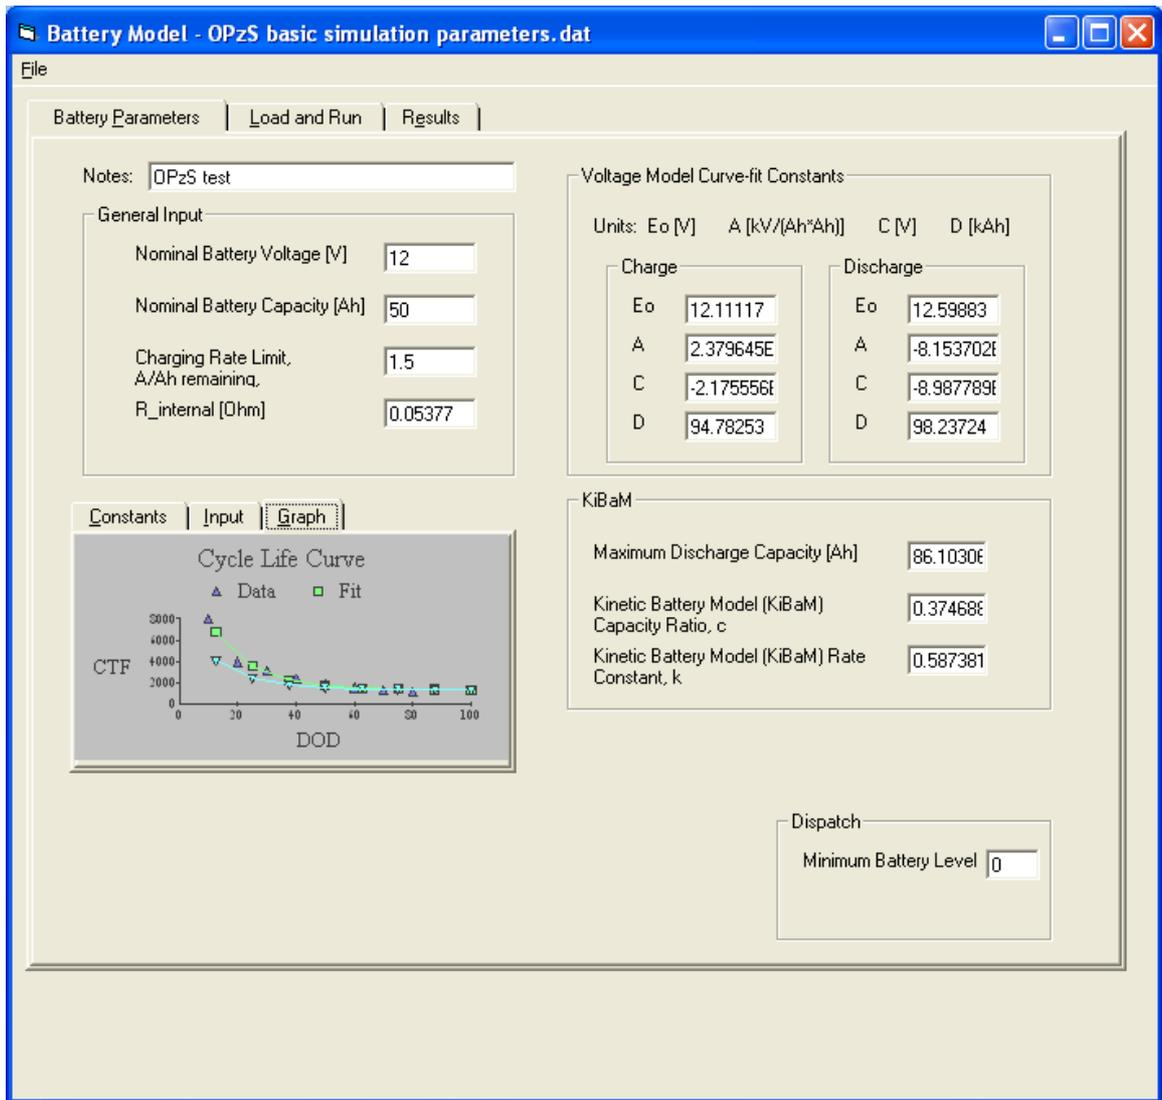 Battery Model - OPzS basic simulation parameters.dat
File
Battery Parameters
Load and Run
Results
Notes:
OPzS test
General Input
Nominal Battery Voltage [V]
12
Nominal Battery Capacity [Ah]
50
Charging Rate Limit,
A/Ah remaining,
1.5
R_internal [Ohm]
0.05377
Voltage Model Curve-fit Constants
Units: Eo [V] A [kV/(Ah*Ah)] C [V] D [kAh]
Charge
Eo
12.11117
A
2.379645E
C
-2.175556E
D
94.78253
Discharge
Eo
12.59883
A
-8.153702E
C
-8.987789E
D
98.23724
Constants
Input
Graph
Cycle Life Curve
Data
Fit
CTF
8000
6000
4000
2000
0
0 20 40 60 80 100
DOD
KiBaM
Maximum Discharge Capacity [Ah]
86.10306
Kinetic Battery Model (KiBaM)
Capacity Ratio, c
0.374688
Kinetic Battery Model (KiBaM) Rate
Constant, k
0.587381
Dispatch
Minimum Battery Level
0